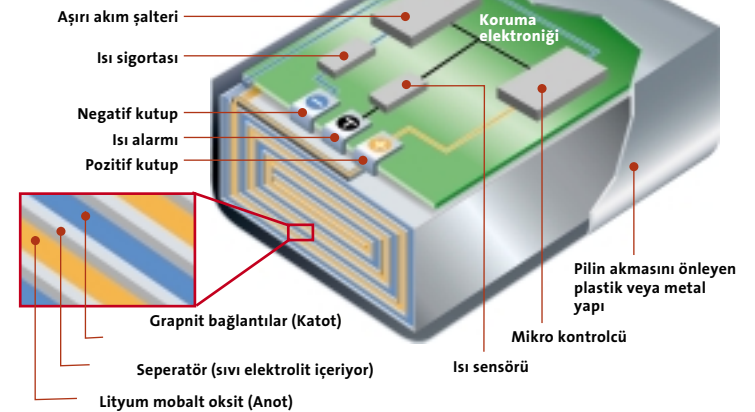 Aşırı akım şalteri
Koruma
elektroniği
Isı sigortası
Negatif kutup
Isı alarmı
Pozitif kutup
Pilin akmasını önleyen
plastik veya metal
yapı
Grapnit bağlantılar (Katot)
Mikro kontrolcü
Seperatör (sıvı elektrolit içeriyor)
Isı sensörü
Lityum mobalt oksit (Anot)